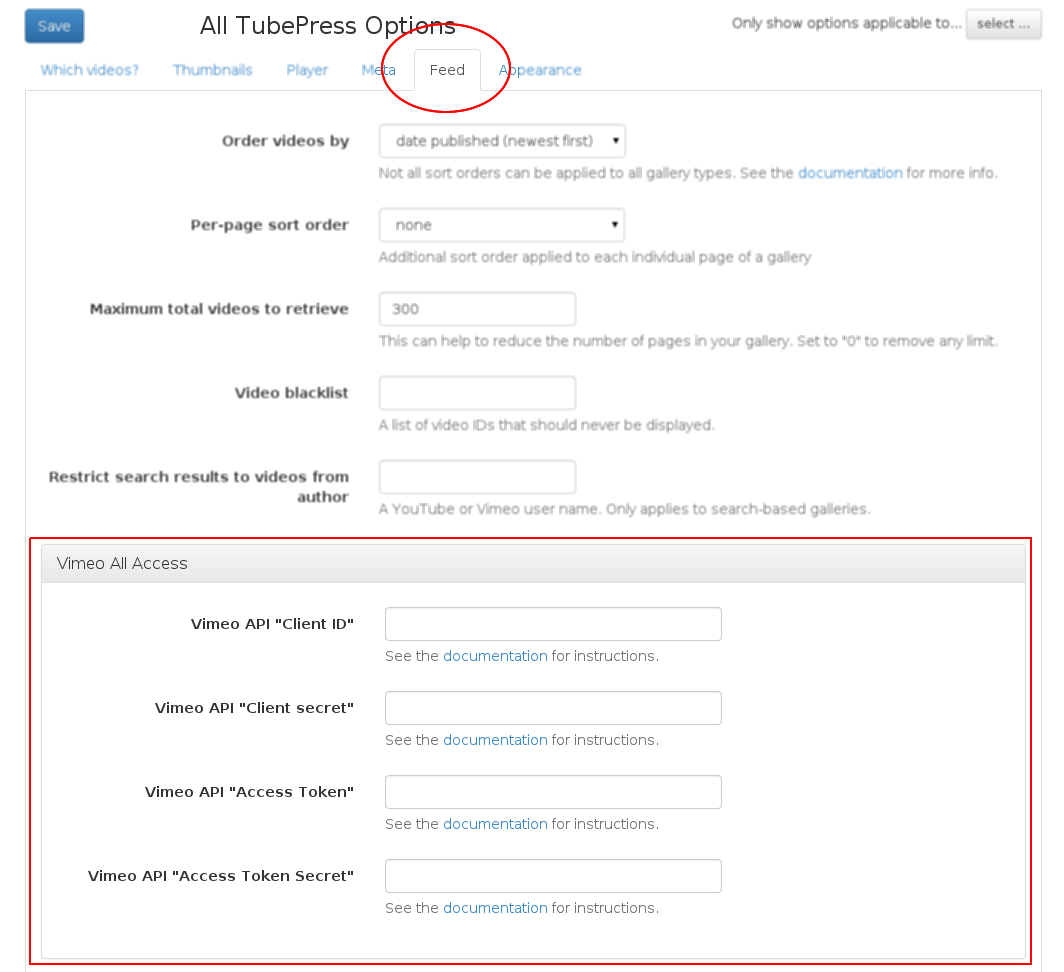 Save
All TubePress Options
Only show options applicable to...
select ...
Which videos?
Thumbnails
Player
Meta
Feed
Appearance
Order videos by
date published (newest first)
Not all sort orders can be applied to all gallery types. See the documentation for more info.
Per-page sort order
none
Additional sort order applied to each individual page of a gallery
Maximum total videos to retrieve
300
This can help to reduce the number of pages in your gallery. Set to "0" to remove any limit.
Video blacklist
A list of video IDs that should never be displayed.
Restrict search results to videos from
author
A YouTube or Vimeo user name. Only applies to search-based galleries.
Vimeo All Access
Vimeo API "Client ID"
See the documentation for instructions.
Vimeo API "Client secret"
See the documentation for instructions.
Vimeo API "Access Token"
See the documentation for instructions.
Vimeo API "Access Token Secret"
See the documentation for instructions.